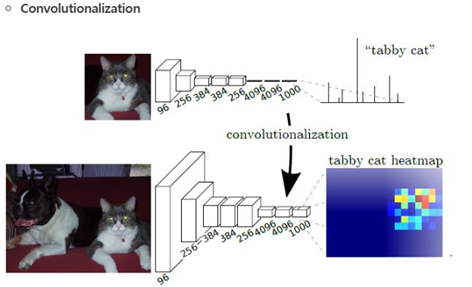 Convolutionalization
"tabby cat"
96 256 384 384 256 4096 4096 1000
convolutionalization
tabby cat heatmap
96 256 384 384 256 4096 4096 1000